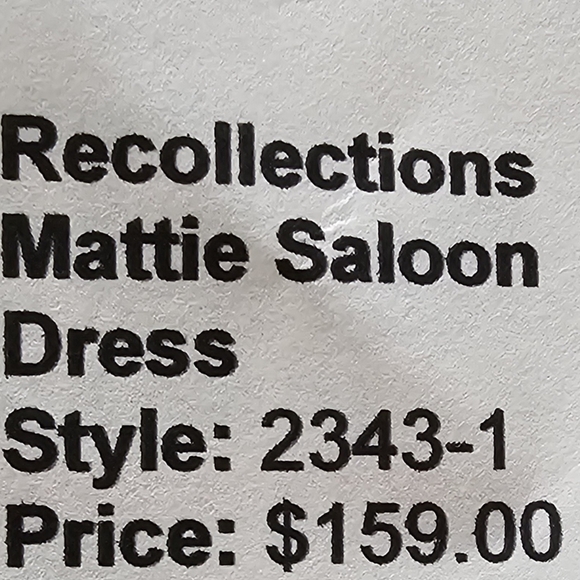 Recollections
Mattie Saloon
Dress
Style: 2343-1
Price: $159.00